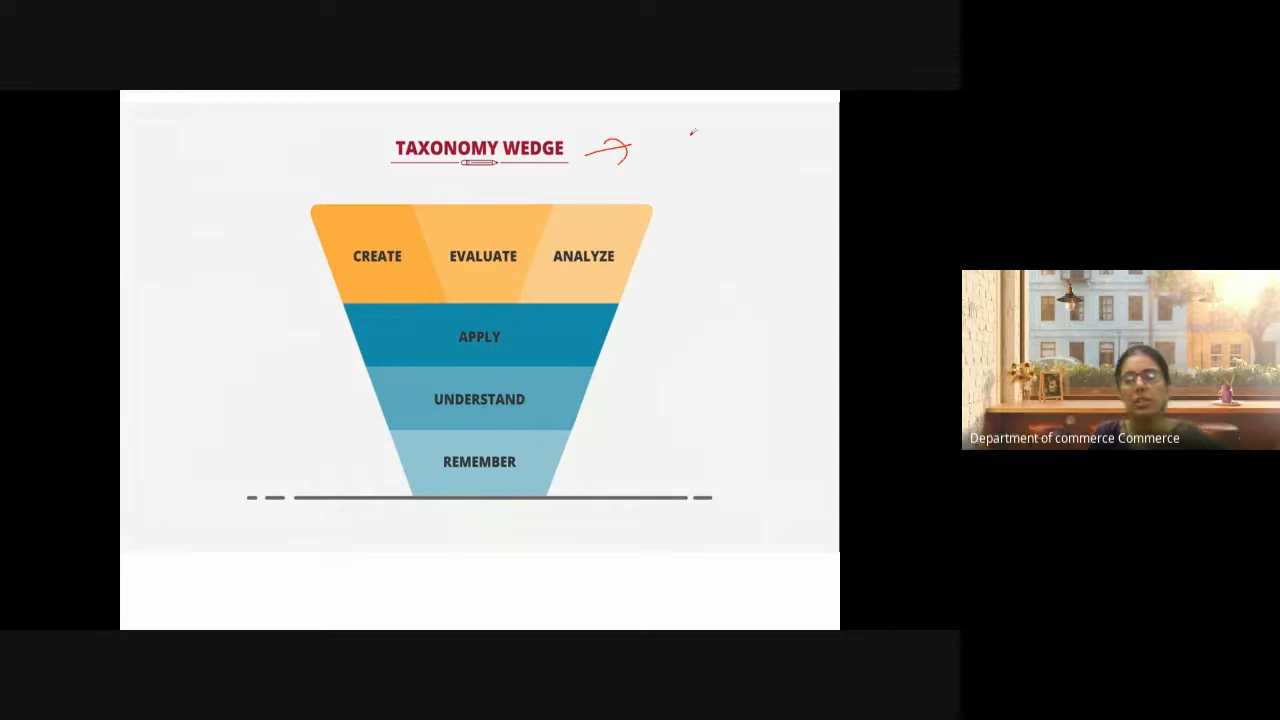 TAXONOMY WEDGE
CREATE EVALUATE ANALYZE
APPLY
UNDERSTAND
REMEMBER
Department of commerce Commerce